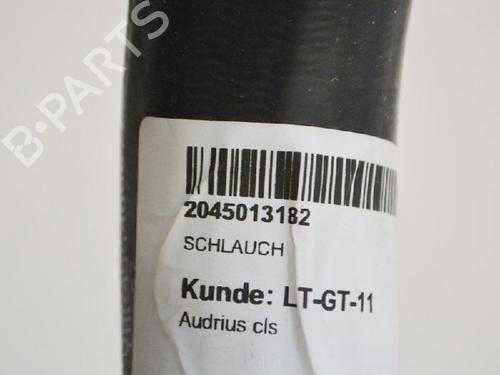 B·PARTS
2045013182
SCHLAUCH
Kunde: LT-GT-11
Audrius cls